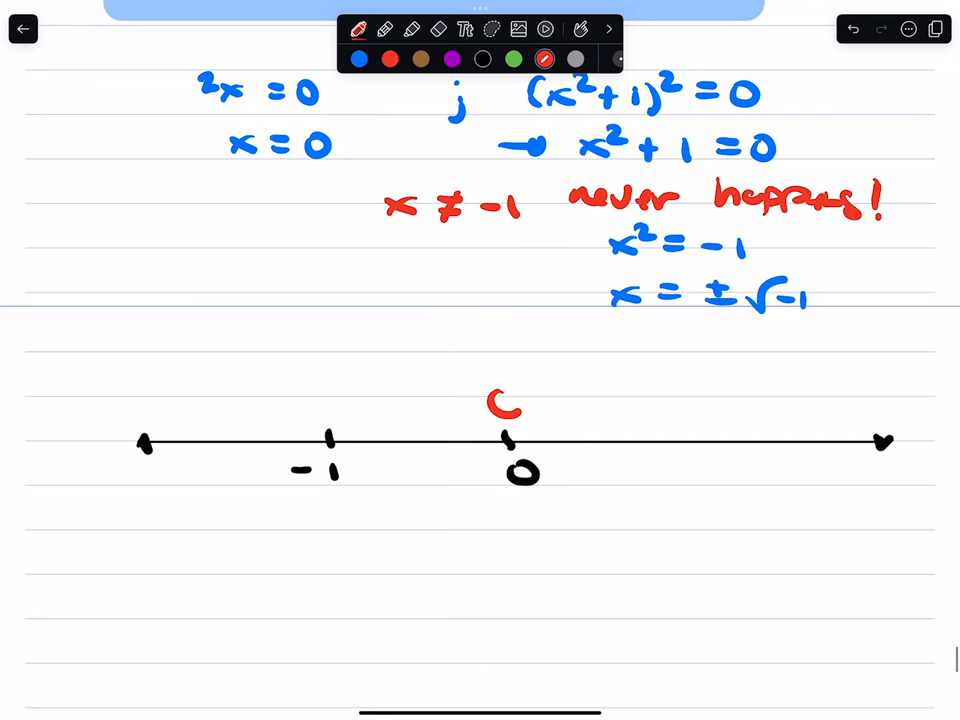 2x = 0 ; (x²+1)² = 0
x = 0 → x² + 1 = 0
x ≠ -1 never happens!
x² = -1
x = ±√-1
C
-1 0